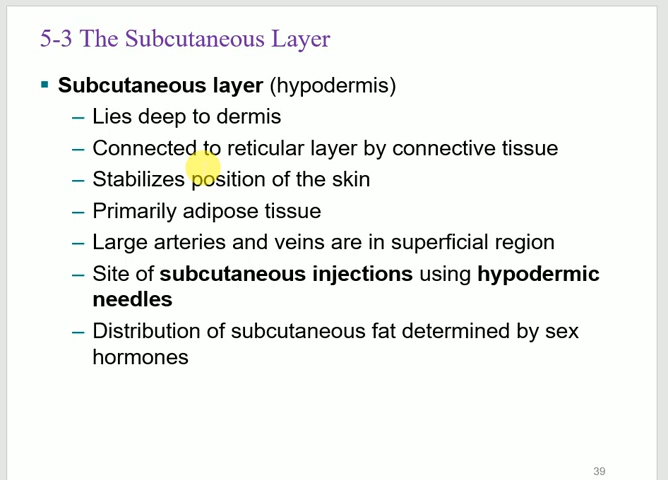 5-3 The Subcutaneous Layer
▪ Subcutaneous layer (hypodermis)
– Lies deep to dermis
– Connected to reticular layer by connective tissue
– Stabilizes position of the skin
– Primarily adipose tissue
– Large arteries and veins are in superficial region
– Site of subcutaneous injections using hypodermic
needles
– Distribution of subcutaneous fat determined by sex
hormones
39